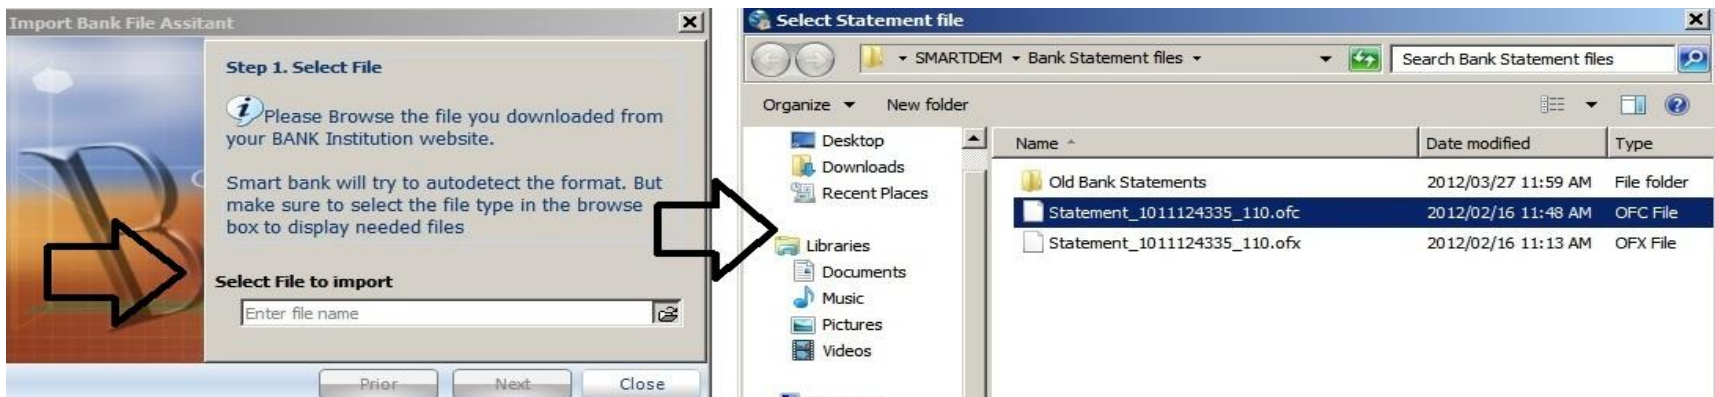 Import Bank File Assitant
Step 1. Select File
Please Browse the file you downloaded from
your BANK Institution website.
Smart bank will try to autodetect the format. But
make sure to select the file type in the browse
box to display needed files
Select File to import
Enter file name
Prior Next Close
Select Statement file
SMARTDEM Bank Statement files
Search Bank Statement files
Organize New folder
Desktop
Downloads
Recent Places
Libraries
Documents
Music
Pictures
Videos
Name Date modified Type
Old Bank Statements 2012/03/27 11:59 AM File folder
Statement_1011124335_110.ofc 2012/02/16 11:48 AM OFC File
Statement_1011124335_110.ofx 2012/02/16 11:13 AM OFX File